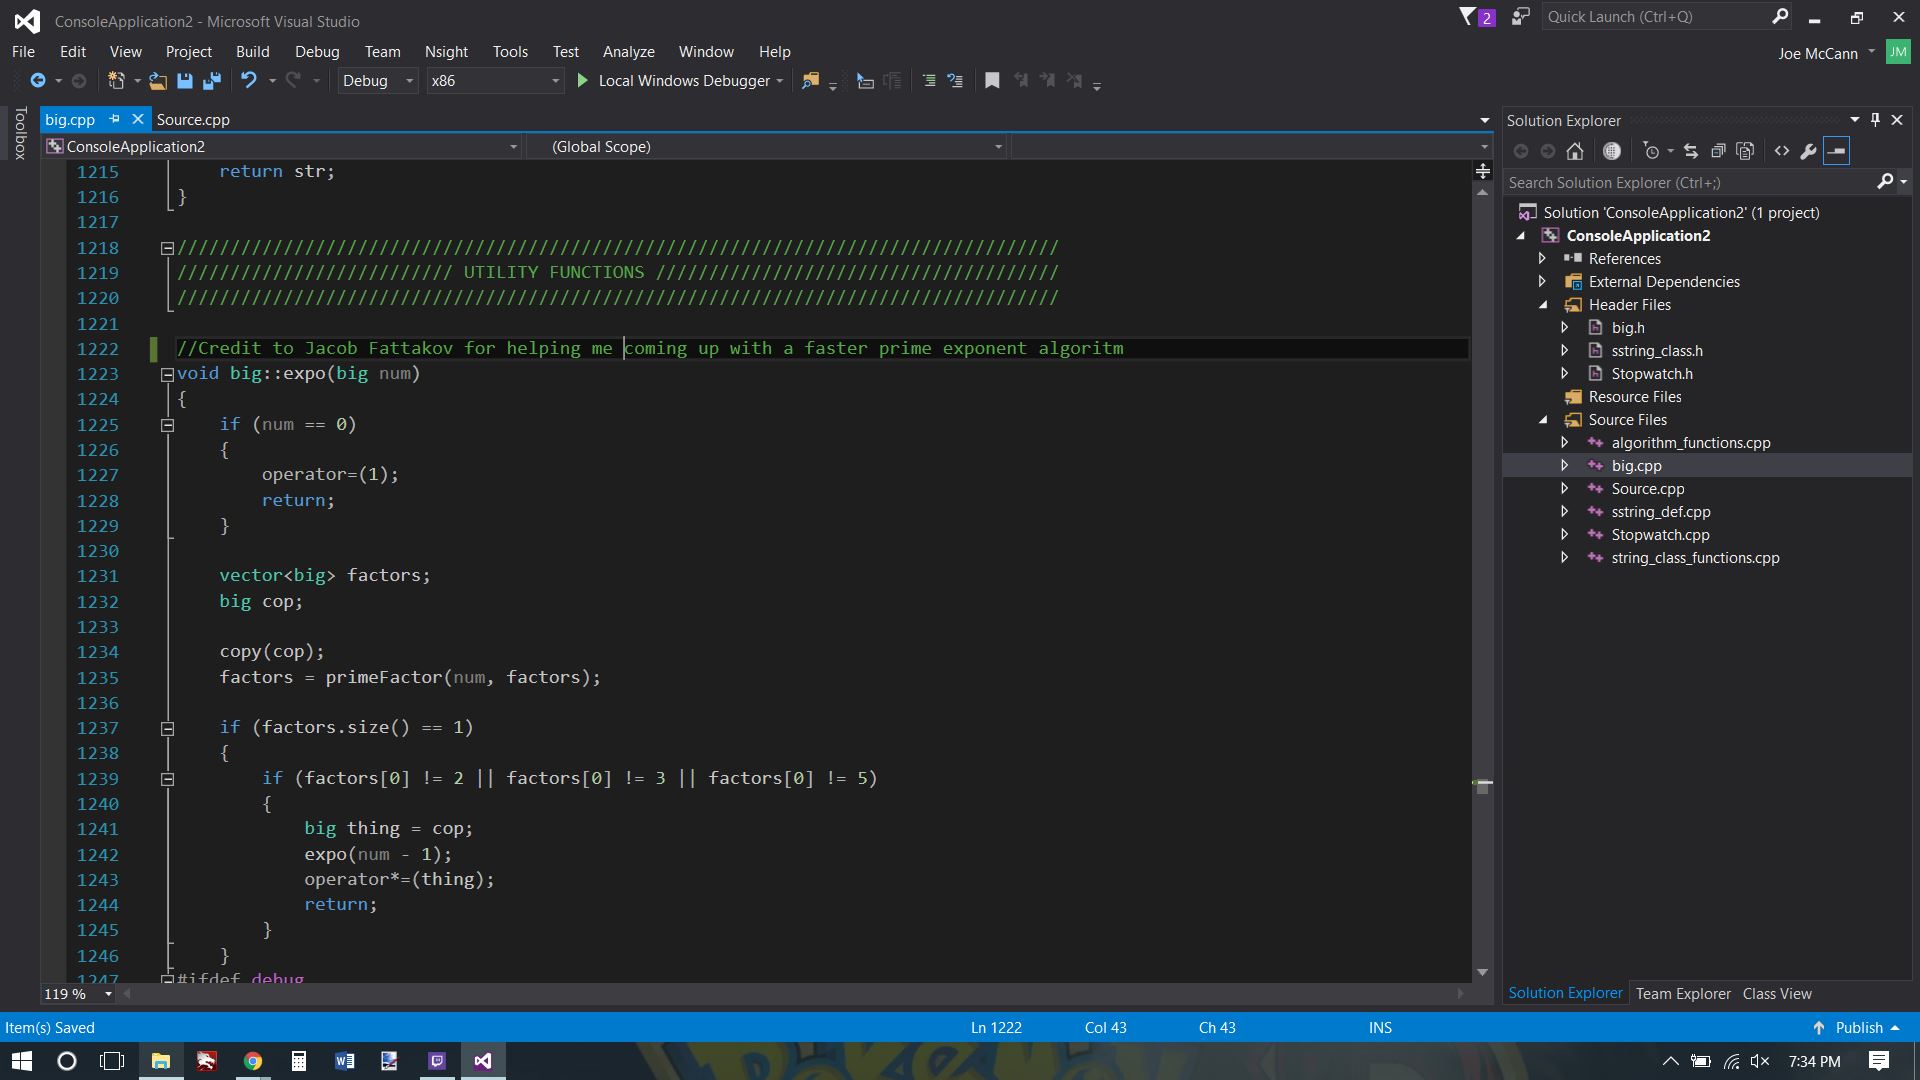 ConsoleApplication2 - Microsoft Visual Studio
2
Quick Launch (Ctrl+Q)
File Edit View Project Build Debug Team Nsight Tools Test Analyze Window Help
Joe McCann JM
Debug x86 Local Windows Debugger
Toolbox
big.cpp Source.cpp
ConsoleApplication2 (Global Scope)
1215 return str;
1216 }
1217
1218 ///////////////////////////////////////////////////////////////////////////////////
1219 ////////////////////////// UTILITY FUNCTIONS //////////////////////////////////////
1220 ///////////////////////////////////////////////////////////////////////////////////
1221
1222 //Credit to Jacob Fattakov for helping me coming up with a faster prime exponent algoritm
1223 void big::expo(big num)
1224 {
1225 if (num == 0)
1226 {
1227 operator=(1);
1228 return;
1229 }
1230
1231 vector<big> factors;
1232 big cop;
1233
1234 copy(cop);
1235 factors = primeFactor(num, factors);
1236
1237 if (factors.size() == 1)
1238 {
1239 if (factors[0] != 2 || factors[0] != 3 || factors[0] != 5)
1240 {
1241 big thing = cop;
1242 expo(num - 1);
1243 operator*=(thing);
1244 return;
1245 }
1246 }
1247 #ifdef debug
119 %
Solution Explorer
Search Solution Explorer (Ctrl+;)
Solution 'ConsoleApplication2' (1 project)
ConsoleApplication2
References
External Dependencies
Header Files
big.h
sstring_class.h
Stopwatch.h
Resource Files
Source Files
algorithm_functions.cpp
big.cpp
Source.cpp
sstring_def.cpp
Stopwatch.cpp
string_class_functions.cpp
Solution Explorer Team Explorer Class View
Item(s) Saved Ln 1222 Col 43 Ch 43 INS Publish
7:34 PM